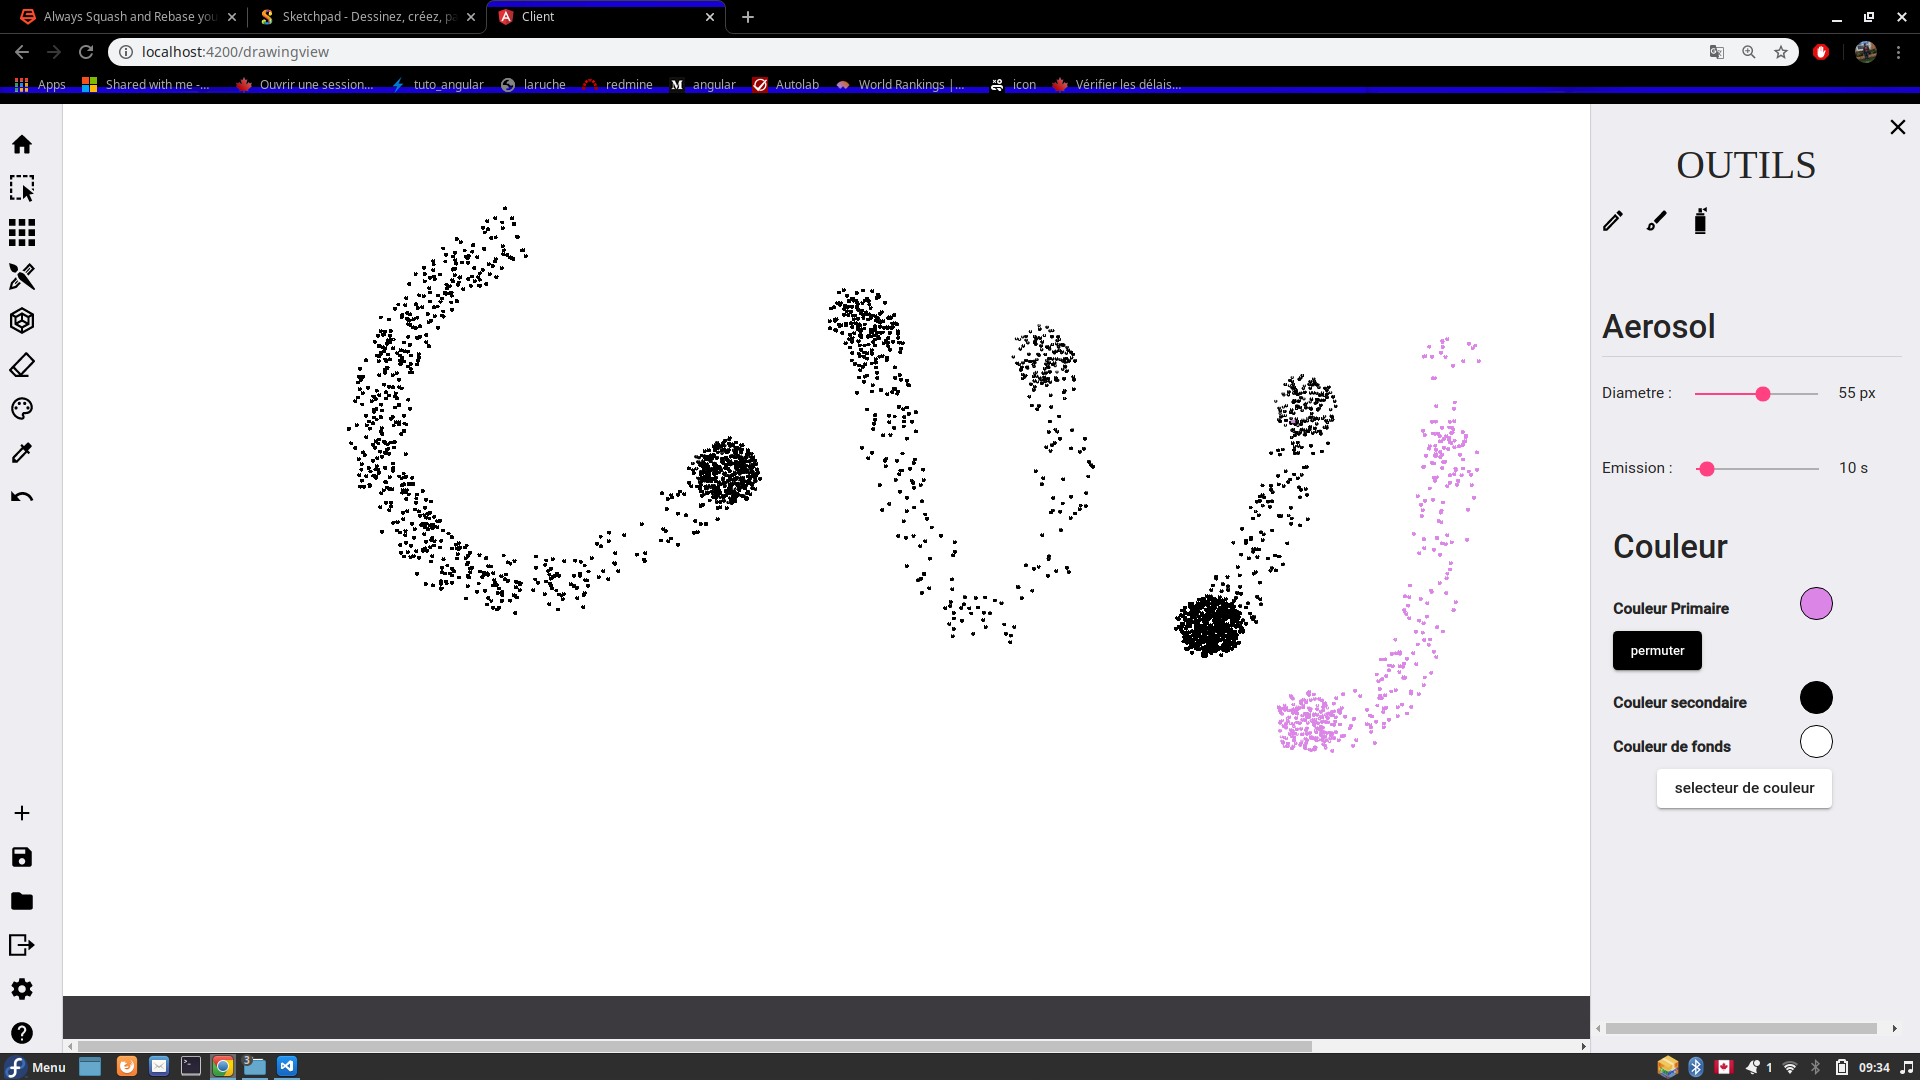 Always Squash and Rebase you
Sketchpad - Dessinez, créez, pa
Client
localhost:4200/drawingview
Apps
Shared with me -...
Ouvrir une session...
tuto_angular
laruche
redmine
M angular
Autolab
World Rankings |...
icon
Vérifier les délais...
OUTILS
Aerosol
Diametre : 55 px
Emission : 10 s
Couleur
Couleur Primaire
permuter
Couleur secondaire
Couleur de fonds
selecteur de couleur
Menu
3
1
09:34